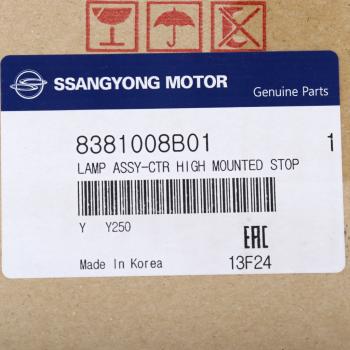 SSANGYONG MOTOR
Genuine Parts
8381008B01 1
LAMP ASSY-CTR HIGH MOUNTED STOP
Y Y250
EAC
Made In Korea 13F24